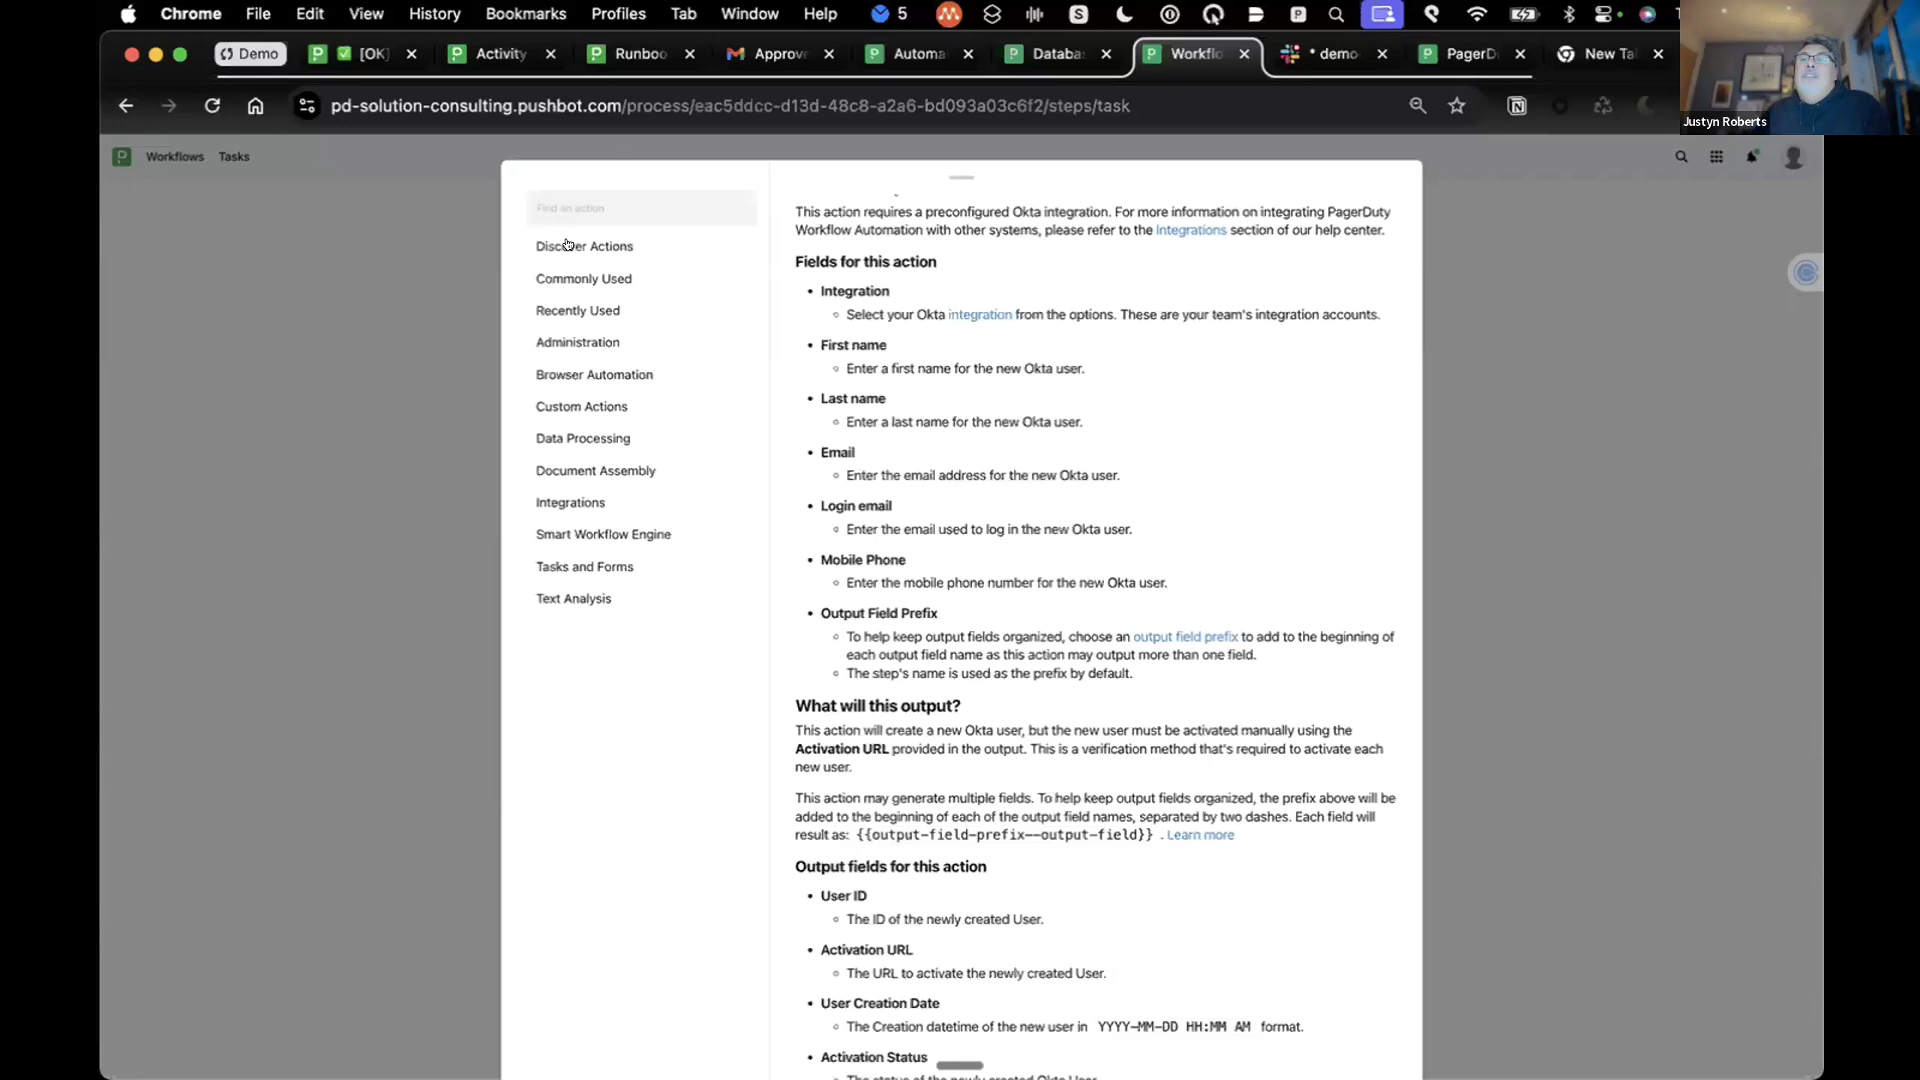 Chrome File Edit View History Bookmarks Profiles Tab Window Help 5
Demo [OK] Activity Runboo Approv Automa Databa Workflo * demo- PagerD New Ta
pd-solution-consulting.pushbot.com/process/eac5ddcc-d13d-48c8-a2a6-bd093a03c6f2/steps/task
Justyn Roberts
Workflows Tasks
Find an action
Discover Actions
Commonly Used
Recently Used
Administration
Browser Automation
Custom Actions
Data Processing
Document Assembly
Integrations
Smart Workflow Engine
Tasks and Forms
Text Analysis
This action requires a preconfigured Okta integration. For more information on integrating PagerDuty
Workflow Automation with other systems, please refer to the Integrations section of our help center.
Fields for this action
• Integration
◦ Select your Okta integration from the options. These are your team's integration accounts.
• First name
◦ Enter a first name for the new Okta user.
• Last name
◦ Enter a last name for the new Okta user.
• Email
◦ Enter the email address for the new Okta user.
• Login email
◦ Enter the email used to log in the new Okta user.
• Mobile Phone
◦ Enter the mobile phone number for the new Okta user.
• Output Field Prefix
◦ To help keep output fields organized, choose an output field prefix to add to the beginning of
each output field name as this action may output more than one field.
◦ The step's name is used as the prefix by default.
What will this output?
This action will create a new Okta user, but the new user must be activated manually using the
Activation URL provided in the output. This is a verification method that's required to activate each
new user.
This action may generate multiple fields. To help keep output fields organized, the prefix above will be
added to the beginning of each of the output field names, separated by two dashes. Each field will
result as: {{output-field-prefix--output-field}} . Learn more
Output fields for this action
• User ID
◦ The ID of the newly created User.
• Activation URL
◦ The URL to activate the newly created User.
• User Creation Date
◦ The Creation datetime of the new user in YYYY-MM-DD HH:MM AM format.
• Activation Status
◦ The status of the newly created Okta User.